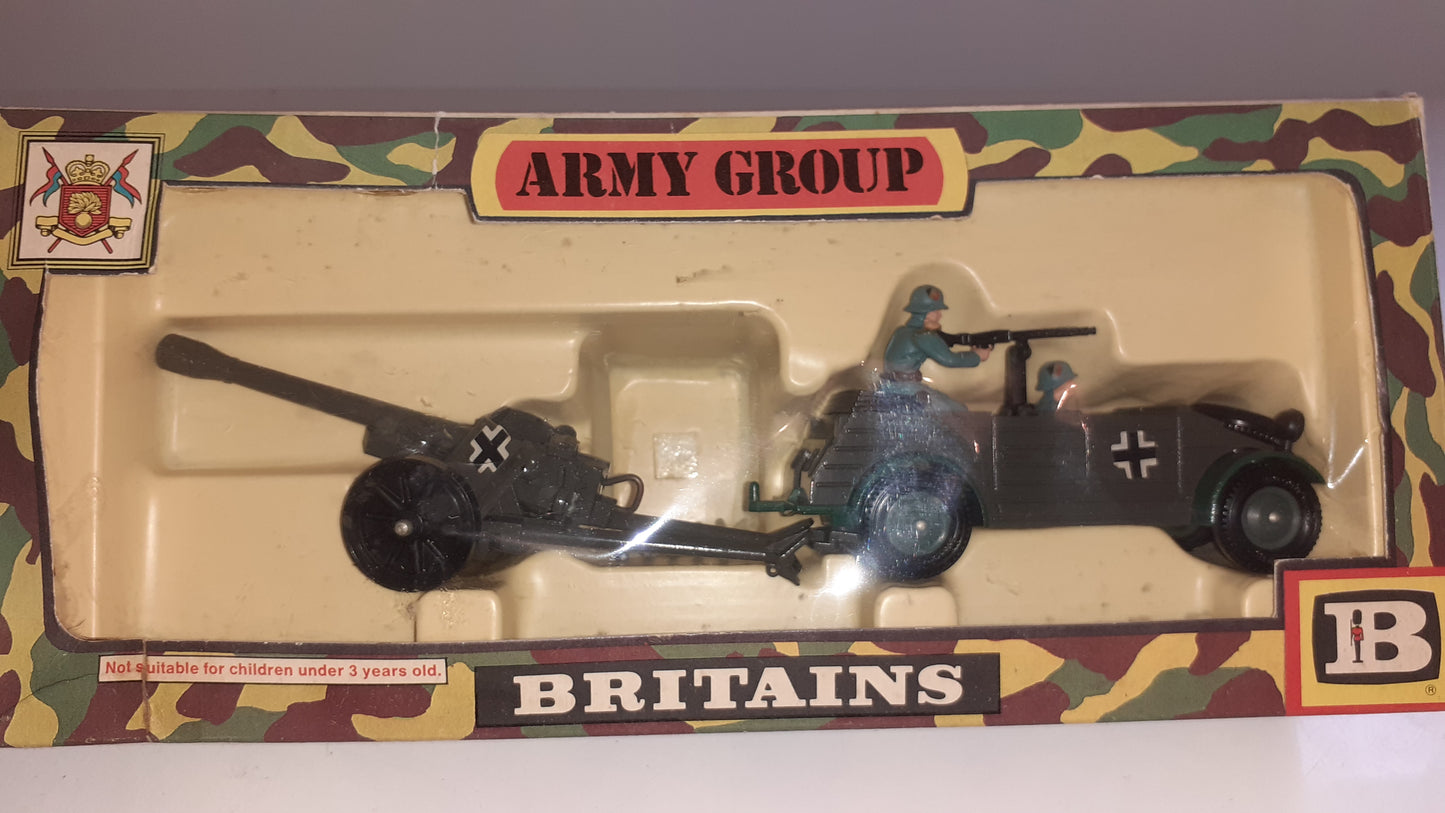 ARMY GROUP
Not suitable for children under 3 years old.
BRITAINS
B
®